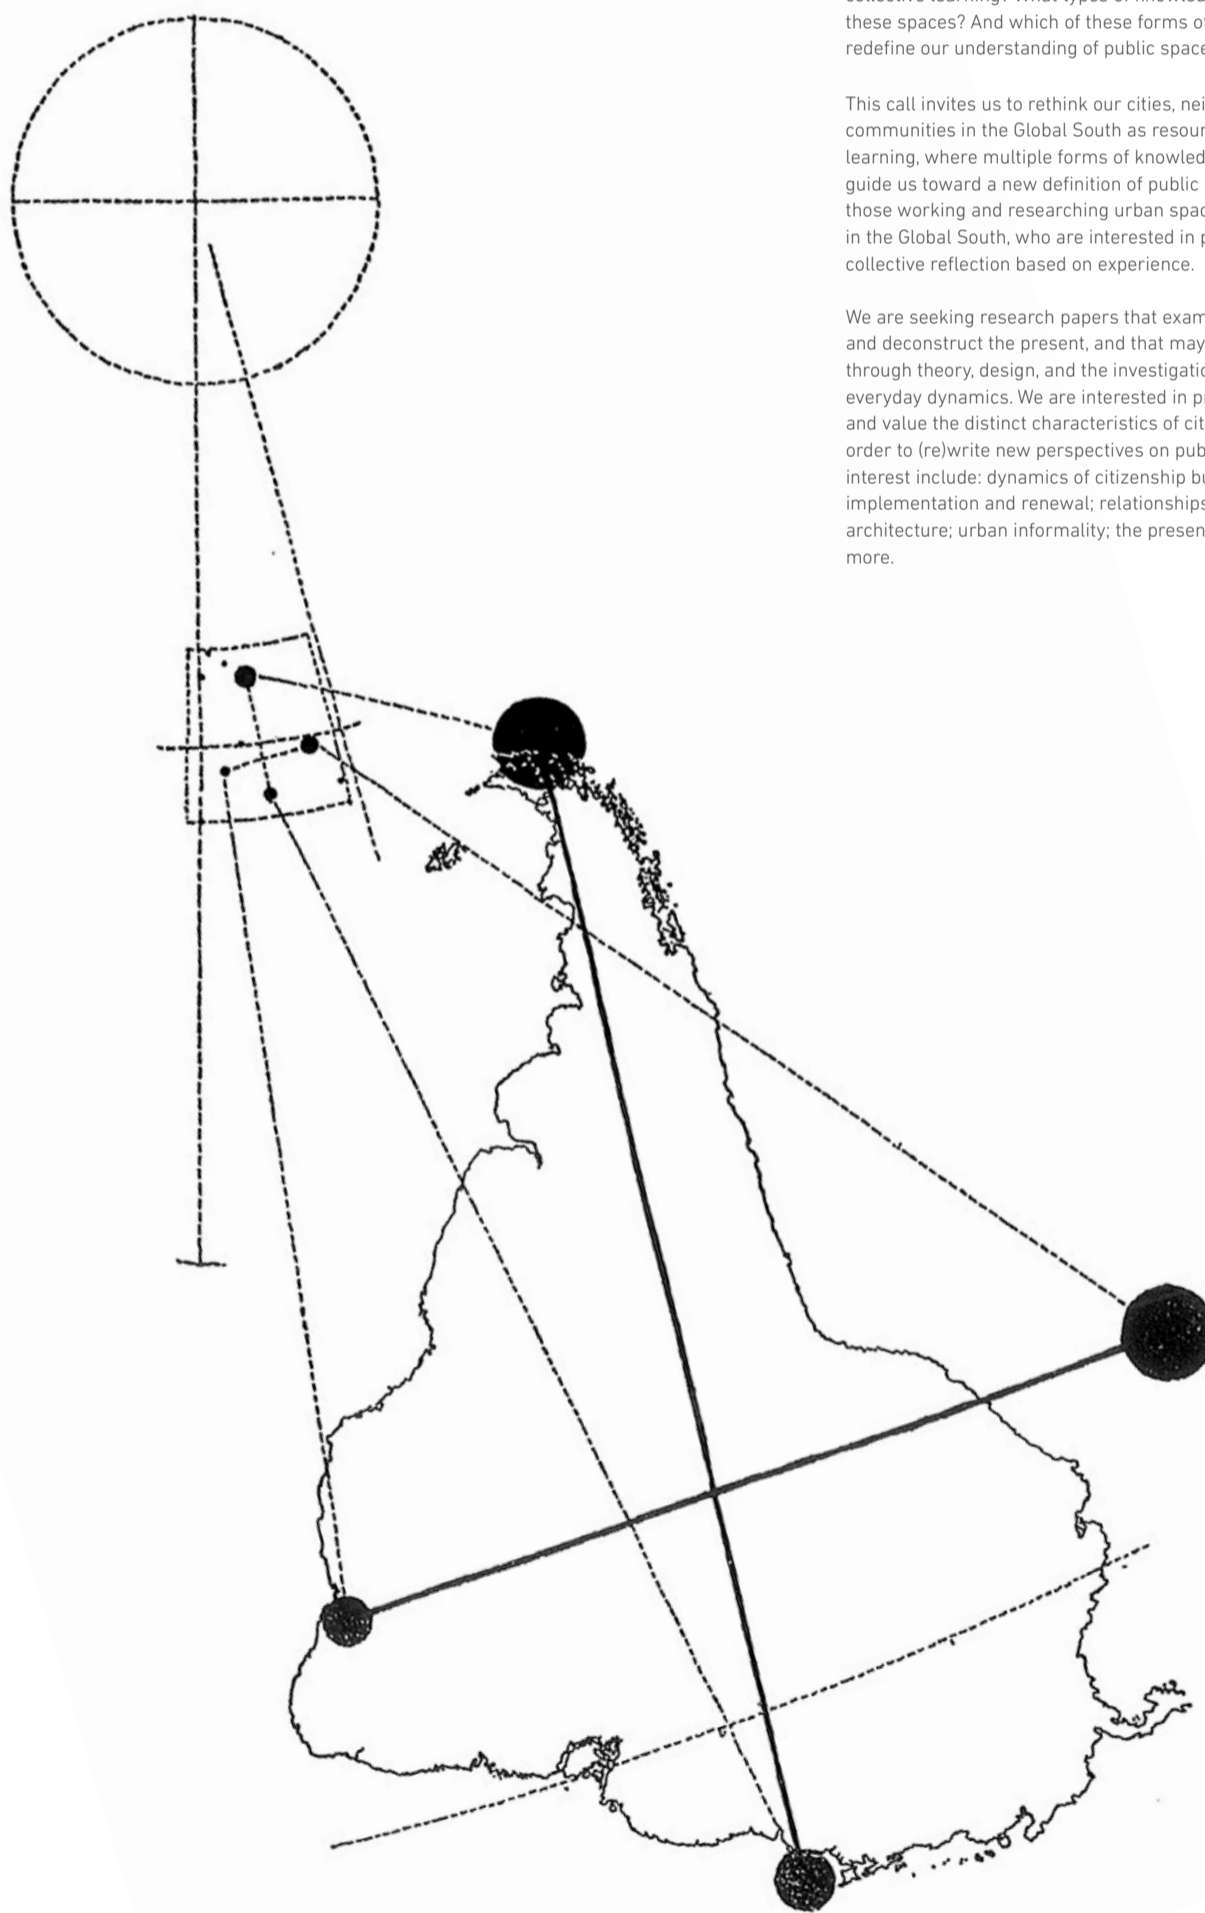 these spaces? And which of these forms of
redefine our understanding of public space
This call invites us to rethink our cities, nei
communities in the Global South as resour
learning, where multiple forms of knowled
guide us toward a new definition of public
those working and researching urban spac
in the Global South, who are interested in p
collective reflection based on experience.
We are seeking research papers that exam
and deconstruct the present, and that may
through theory, design, and the investigatio
everyday dynamics. We are interested in pr
and value the distinct characteristics of cit
order to (re)write new perspectives on pub
interest include: dynamics of citizenship bu
implementation and renewal; relationships
architecture; urban informality; the presen
more.